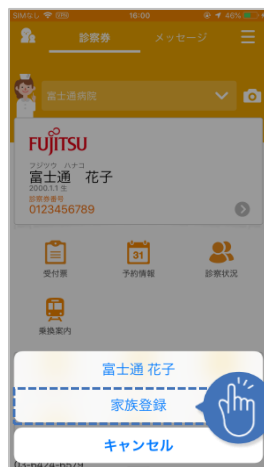 SIMなし 16:00 46%
診察券 メッセージ
富士通病院
FUJITSU
フジツウ ハナコ
富士通 花子
2000.1.1 生
診察券番号
0123456789
受付票 31 予約情報 診察状況
乗換案内
富士通 花子
家族登録
キャンセル
03-6424-6579